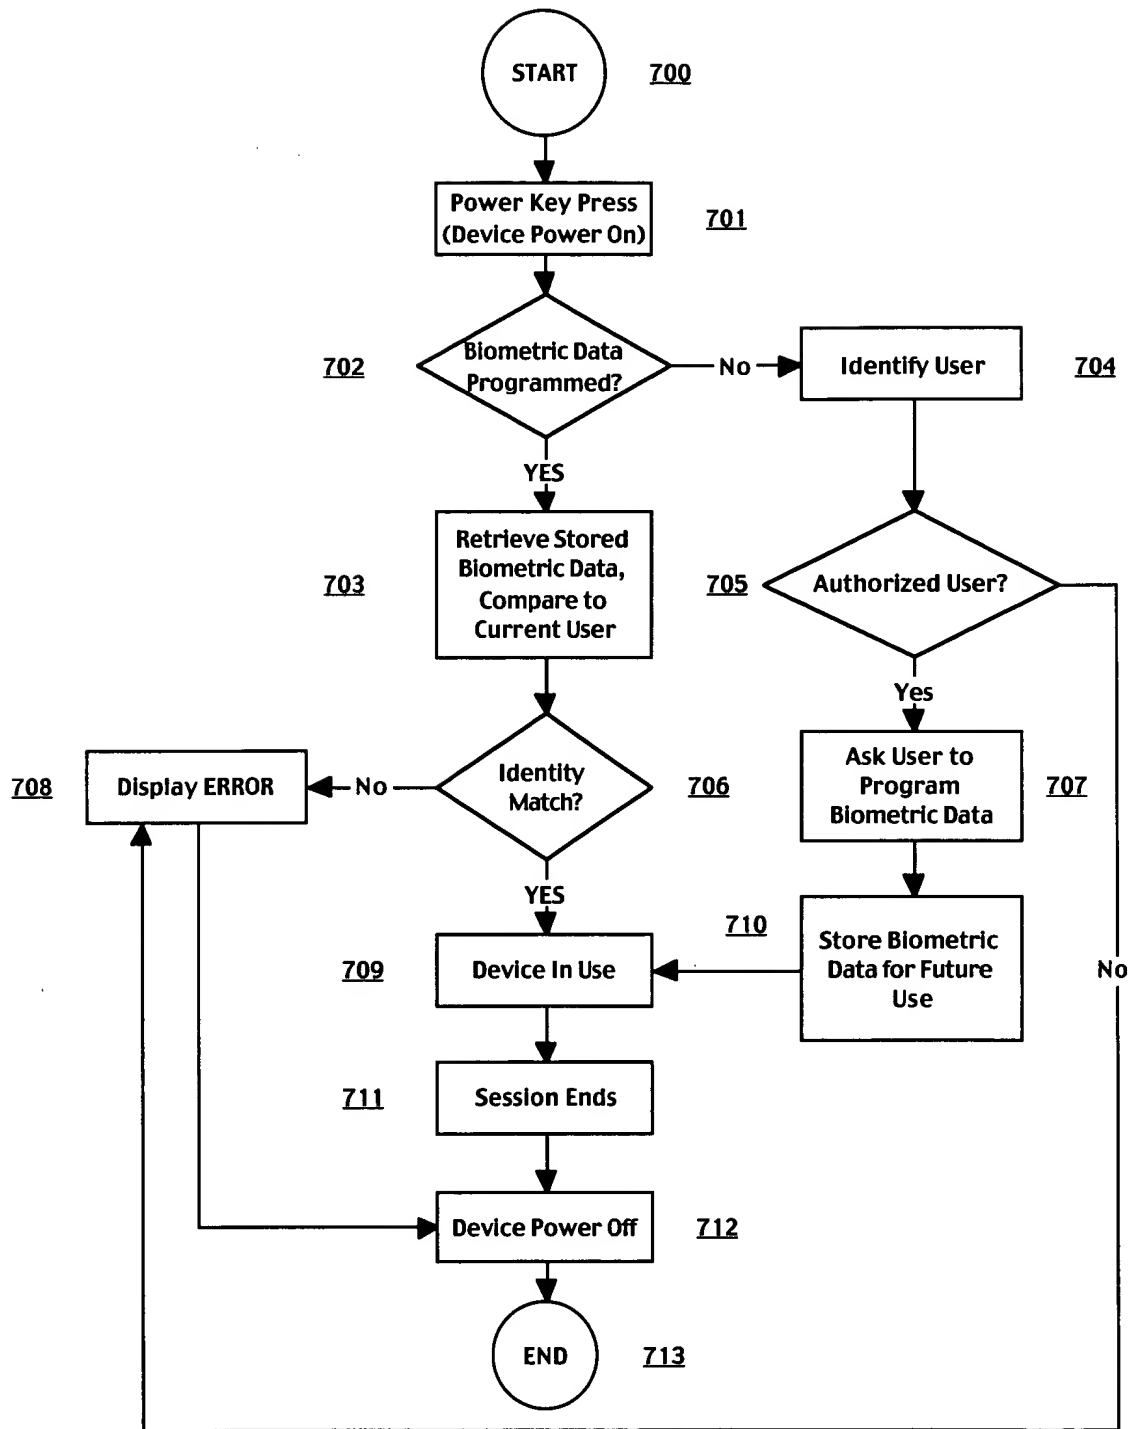 START
700
Power Key Press
(Device Power On)
701
702
Biometric Data
Programmed?
No
Identify User
704
YES
703
Retrieve Stored
Biometric Data,
Compare to
Current User
705
Authorized User?
Yes
708
Display ERROR
No
Identity
Match?
706
Ask User to
Program
Biometric Data
707
YES
710
Store Biometric
Data for Future
Use
No
709
Device In Use
711
Session Ends
Device Power Off
712
END
713